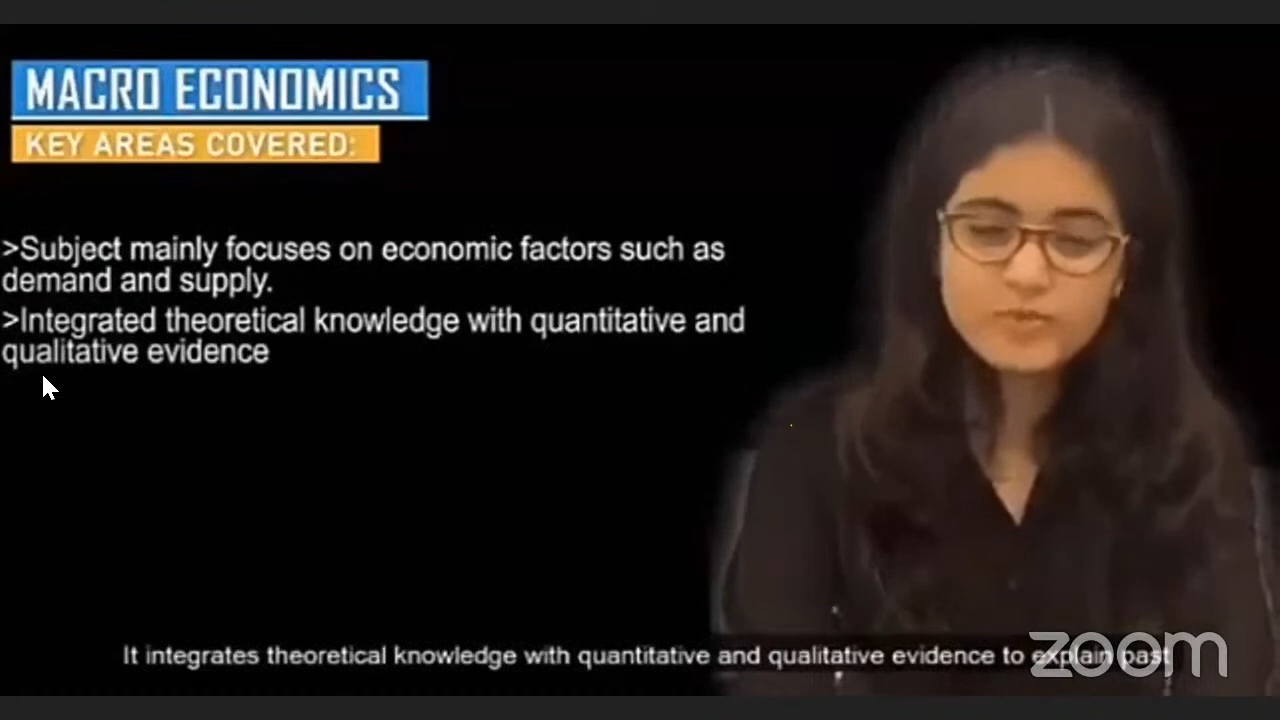 MACRO ECONOMICS
KEY AREAS COVERED:
>Subject mainly focuses on economic factors such as
demand and supply.
>Integrated theoretical knowledge with quantitative and
qualitative evidence
It integrates theoretical knowledge with quantitative and qualitative evidence to explain past
zoom